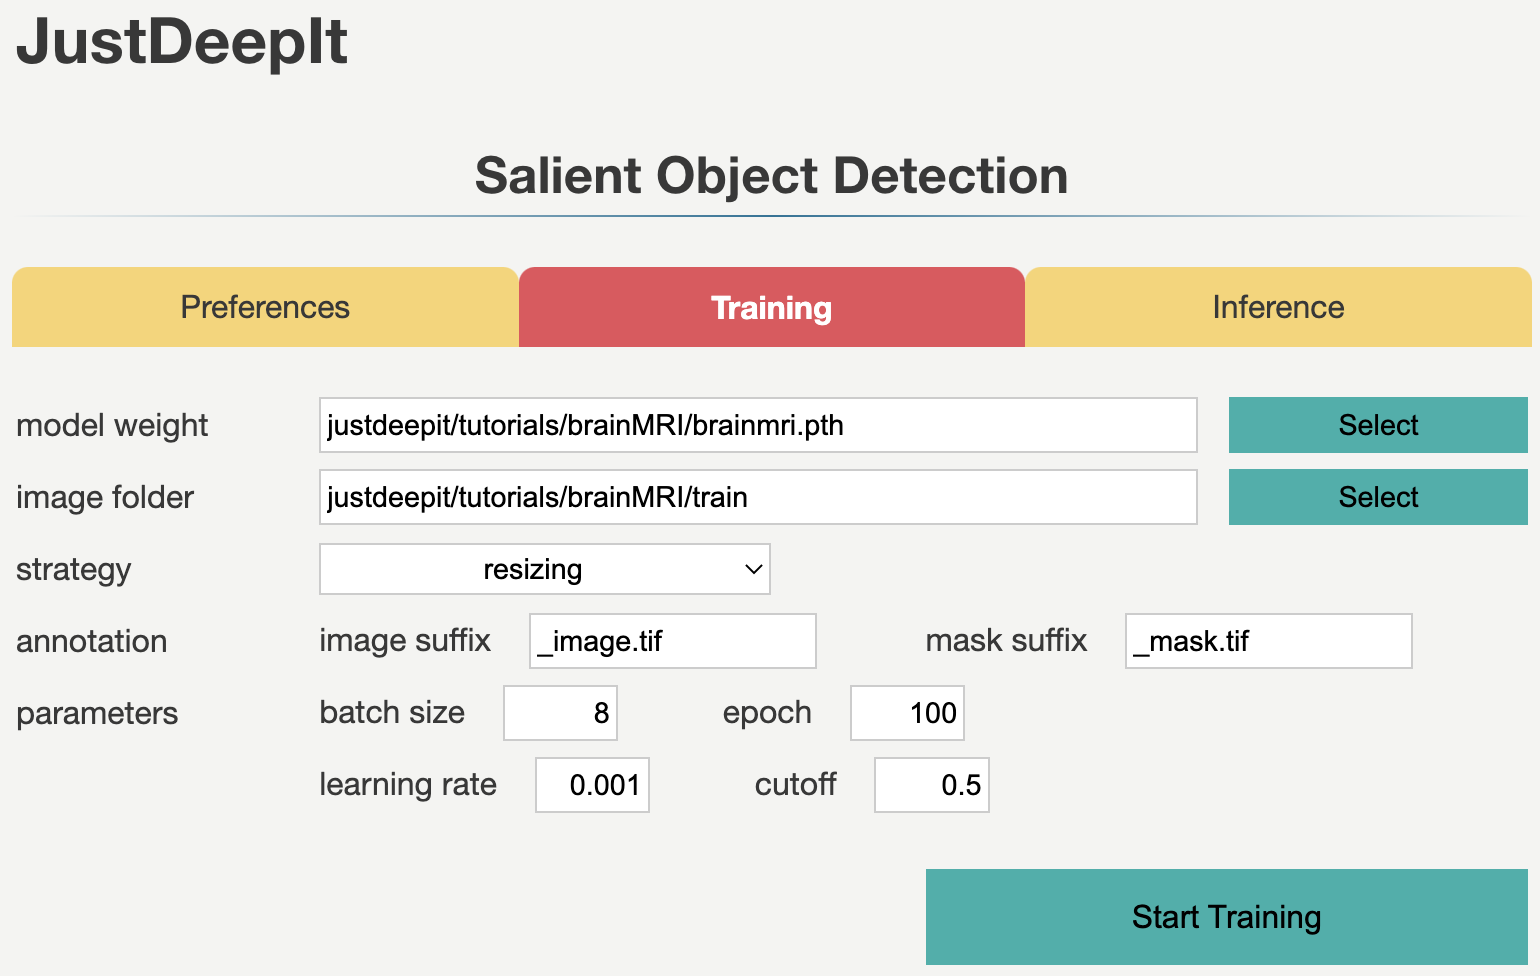 JustDeepIt
Salient Object Detection
Preferences Training Inference
model weight justdeepit/tutorials/brainMRI/brainmri.pth Select
image folder justdeepit/tutorials/brainMRI/train Select
strategy resizing
annotation image suffix _image.tif mask suffix _mask.tif
parameters batch size 8 epoch 100
learning rate 0.001 cutoff 0.5
Start Training